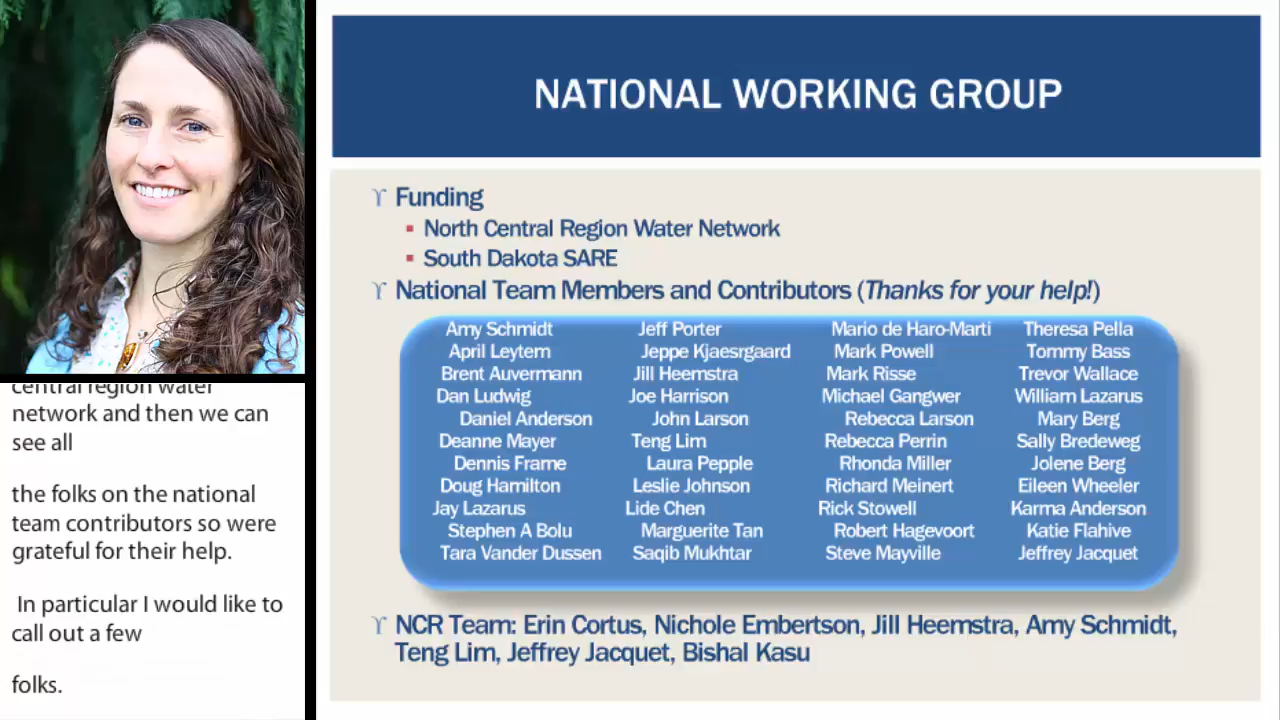 NATIONAL WORKING GROUP
Funding
North Central Region Water Network
South Dakota SARE
National Team Members and Contributors (Thanks for your help!)
Amy Schmidt Jeff Porter Mario de Haro-Marti Theresa Pella
April Leytem Jeppe Kjaesrgaard Mark Powell Tommy Bass
Brent Auvermann Jill Heemstra Mark Risse Trevor Wallace
Dan Ludwig Joe Harrison Michael Gangwer William Lazarus
Daniel Anderson John Larson Rebecca Larson Mary Berg
Deanne Mayer Teng Lim Rebecca Perrin Sally Bredeweg
Dennis Frame Laura Pepple Rhonda Miller Jolene Berg
Doug Hamilton Leslie Johnson Richard Meinert Eileen Wheeler
Jay Lazarus Lide Chen Rick Stowell Karma Anderson
Stephen A Bolu Marguerite Tan Robert Hagevoort Katie Flahive
Tara Vander Dussen Saqib Mukhtar Steve Mayville Jeffrey Jacquet
NCR Team: Erin Cortus, Nichole Embertson, Jill Heemstra, Amy Schmidt,
Teng Lim, Jeffrey Jacquet, Bishal Kasu
central region water
network and then we can
see all
the folks on the national
team contributors so were
grateful for their help.
In particular I would like to
call out a few
folks.